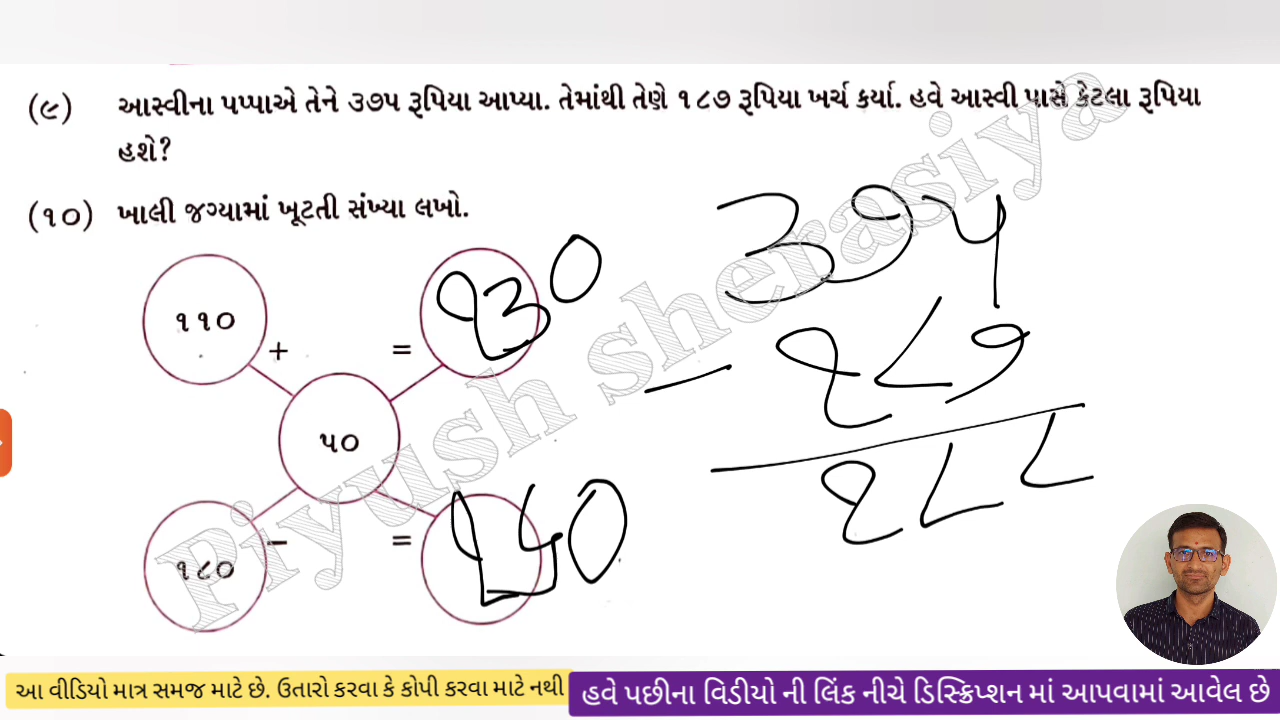 (૯) આસ્વીના પપ્પાએ તેને ૩૭૫ રૂપિયા આપ્યા. તેમાંથી તેણે ૧૮૭ રૂપિયા ખર્ચ કર્યા. હવે આસ્વી પાસે કેટલા રૂપિયા
હશે?
(૧૦) ખાલી જગ્યામાં ખૂટતી સંખ્યા લખો.
૧૧૦ + = ૧૩૦
૫૦
૧૮૦ - =
૩૭૫
- ૧૮૭
૧૮૮
Piyush sherasiya
આ વીડિયો માત્ર સમજ માટે છે. ઉતારો કરવા કે કોપી કરવા માટે નથી
હવે પછીના વિડીયો ની લિંક નીચે ડિસ્ક્રિપ્શન માં આપવામાં આવેલ છે